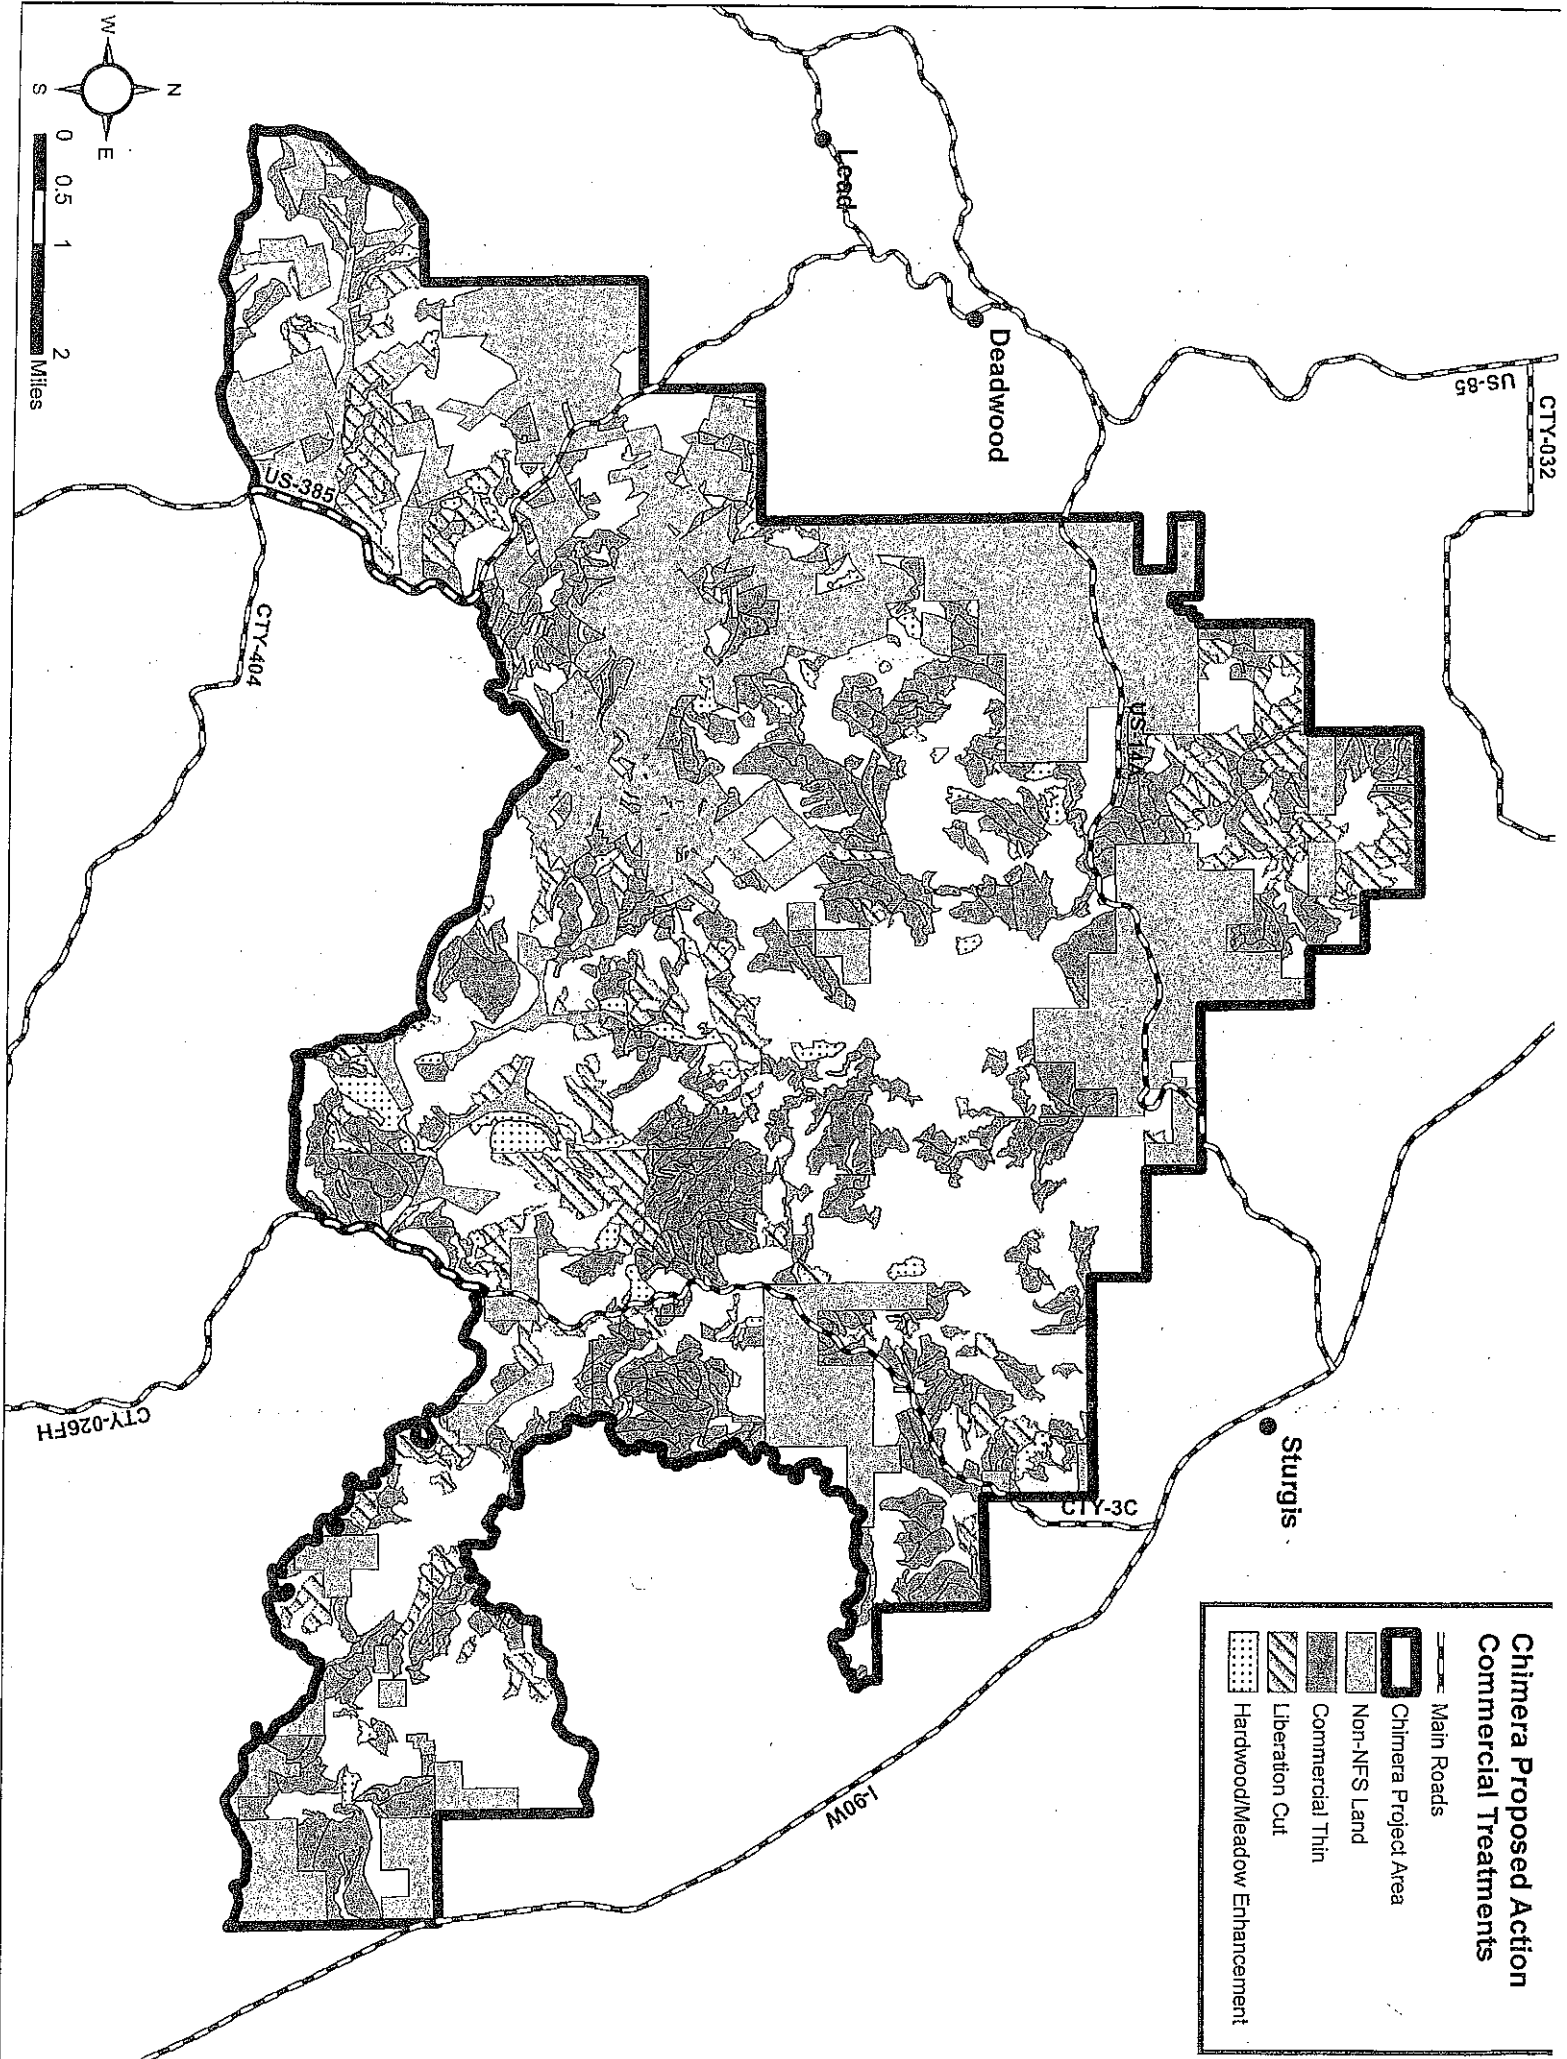 Chimera Proposed Action
Commercial Treatments
Main Roads
Chimera Project Area
Non-NFS Land
Commercial Thin
Liberation Cut
Hardwood/Meadow Enhancement
CTY-032
US-85
Sturgis
Deadwood
Lead
US-14A
CTY-3C
I-90W
US-385
CTY-404
CTY-026FH
N
W
E
S
0 0.5 1 2
Miles